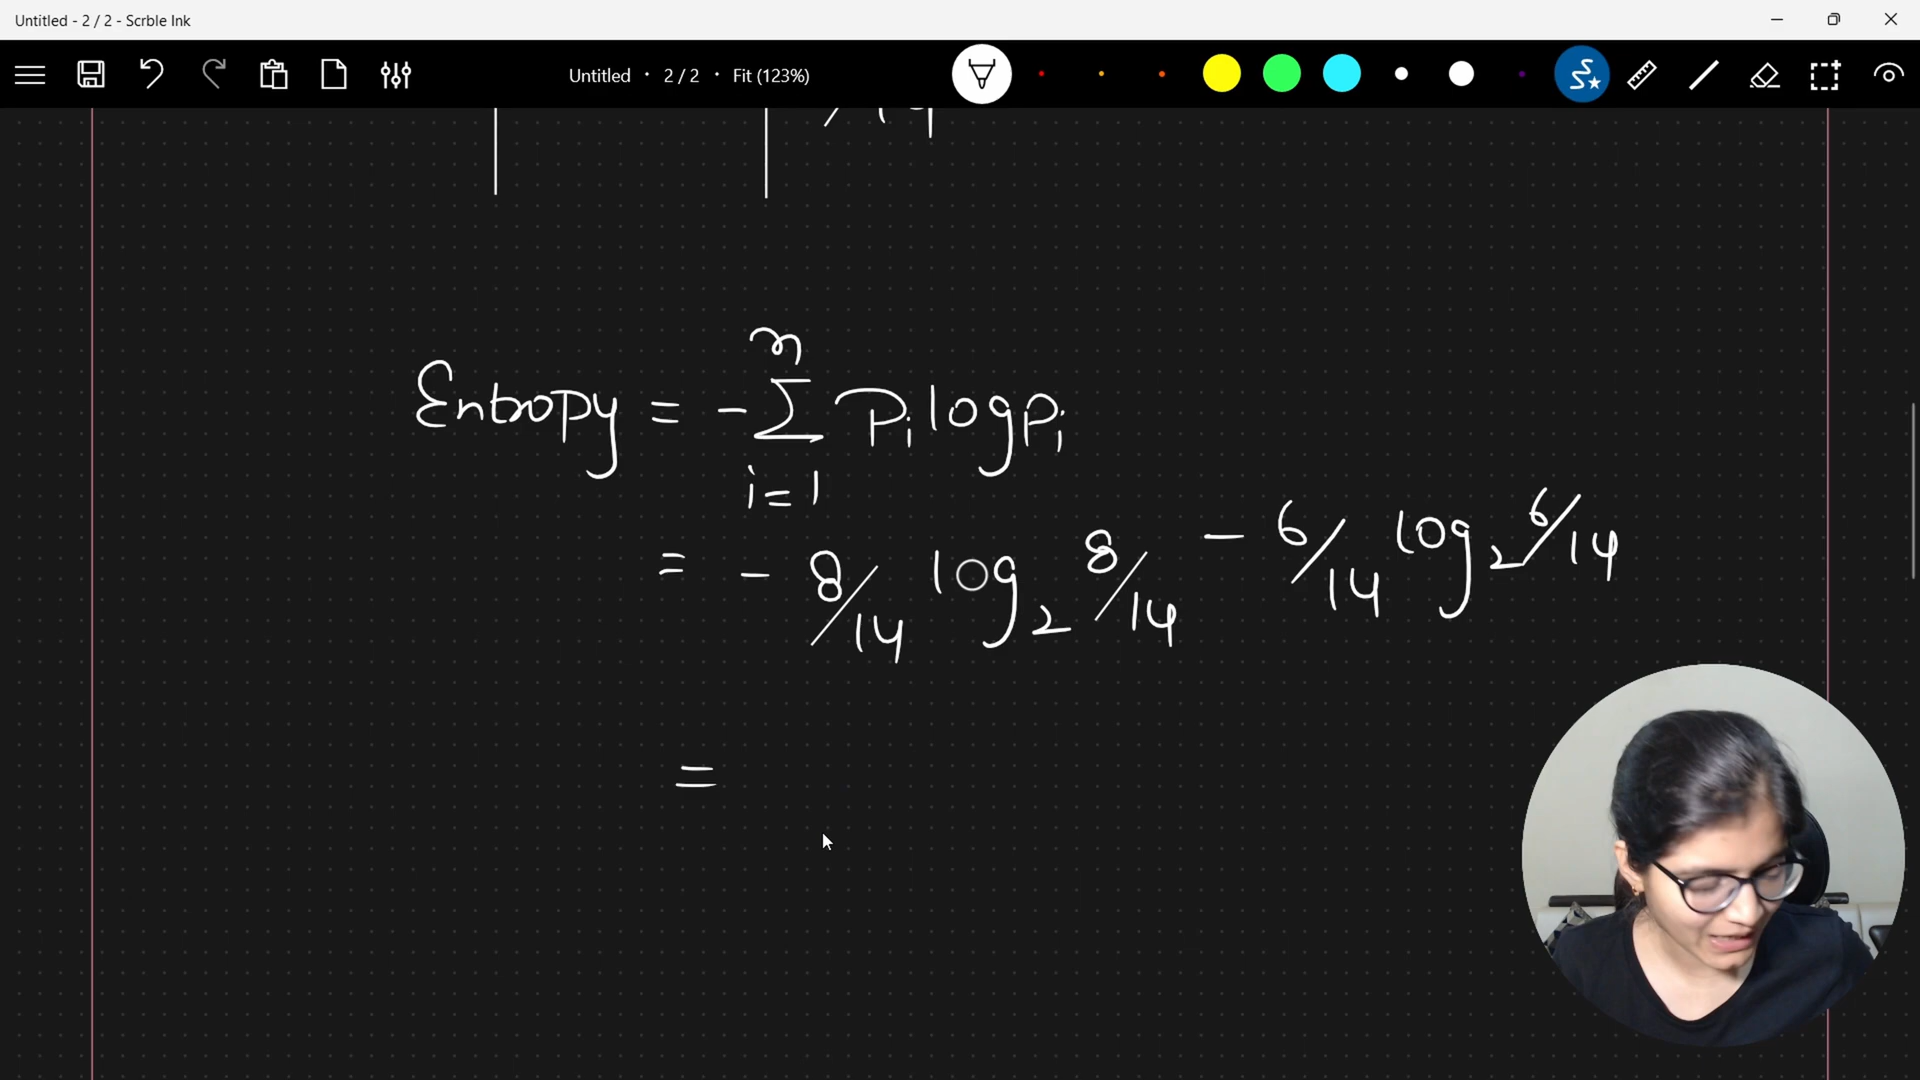 Untitled - 2 / 2 - Scrble Ink
Untitled • 2 / 2 • Fit (123%)
Entropy = -∑ⁿᵢ₌₁ Pᵢ log Pᵢ
= - 8/14 log₂ 8/14 - 6/14 log₂ 6/14
=